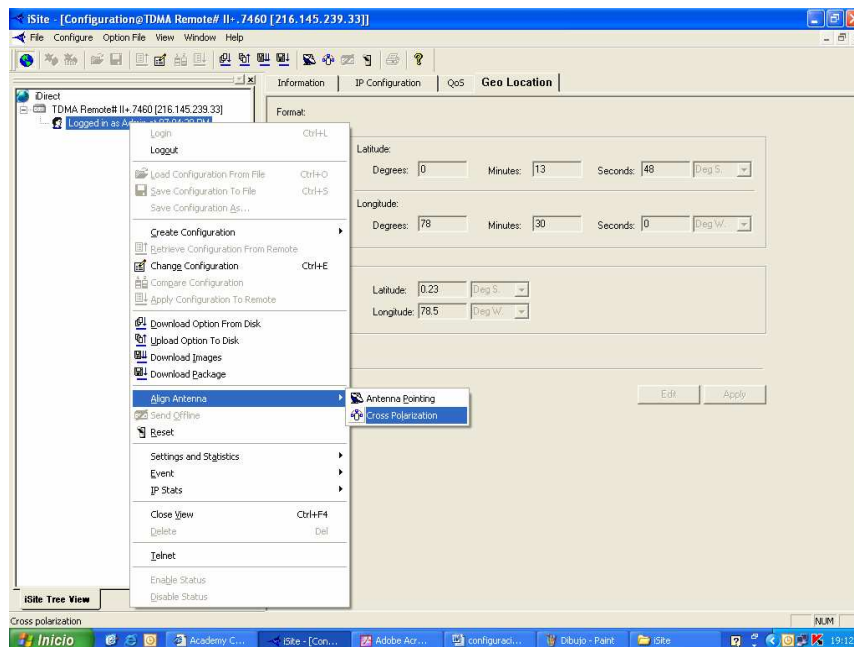 iSite - [Configuration@TDMA Remote# II+.7460 [216.145.239.33]]
File Configure Option File View Window Help
iDirect
TDMA Remote# II+.7460 [216.145.239.33]
Logged in as
Information IP Configuration QoS Geo Location
Format:
Latitude:
Degrees: 0 Minutes: 13 Seconds: 48 Deg S.
Longitude:
Degrees: 78 Minutes: 30 Seconds: 0 Deg W.
Latitude: 0.23 Deg S.
Longitude: 78.5 Deg W.
Edit Apply
Login Ctrl+L
Logout
Load Configuration From File Ctrl+O
Save Configuration To File Ctrl+S
Save Configuration As...
Create Configuration
Retrieve Configuration From Remote
Change Configuration Ctrl+E
Compare Configuration
Apply Configuration To Remote
Download Option From Disk
Upload Option To Disk
Download Images
Download Package
Align Antenna
Antenna Pointing
Cross Polarization
Send Offline
Reset
Settings and Statistics
Event
IP Stats
Close View Ctrl+F4
Delete Del
Telnet
Enable Status
Disable Status
iSite Tree View
Cross polarization NUM
Inicio Academy C... iSite - [Con... Adobe Acr... configuraci... Dibujo - Paint iSite 19:12